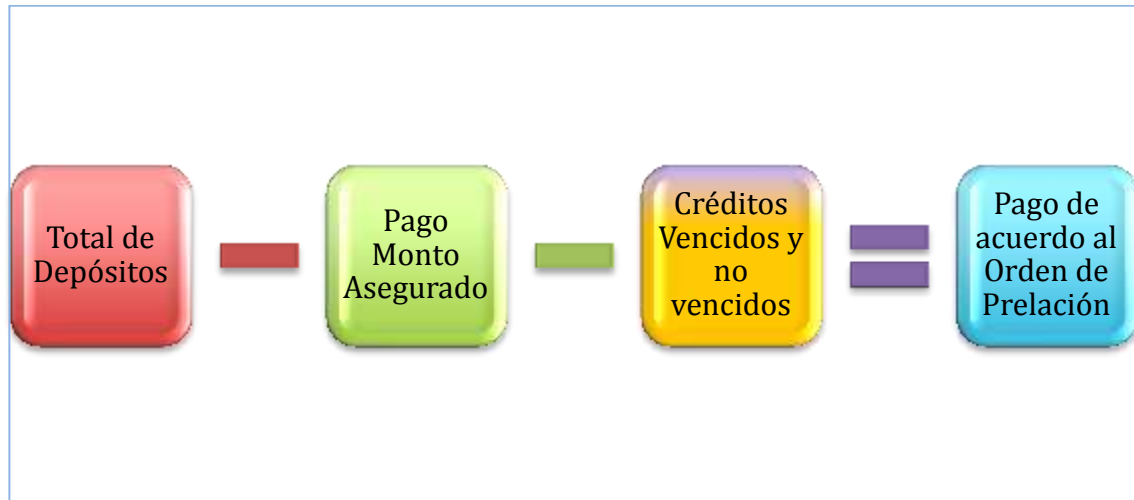 Total de
Depósitos
Pago
Monto
Asegurado
Créditos
Vencidos y
no
vencidos
Pago de
acuerdo al
Orden de
Prelación